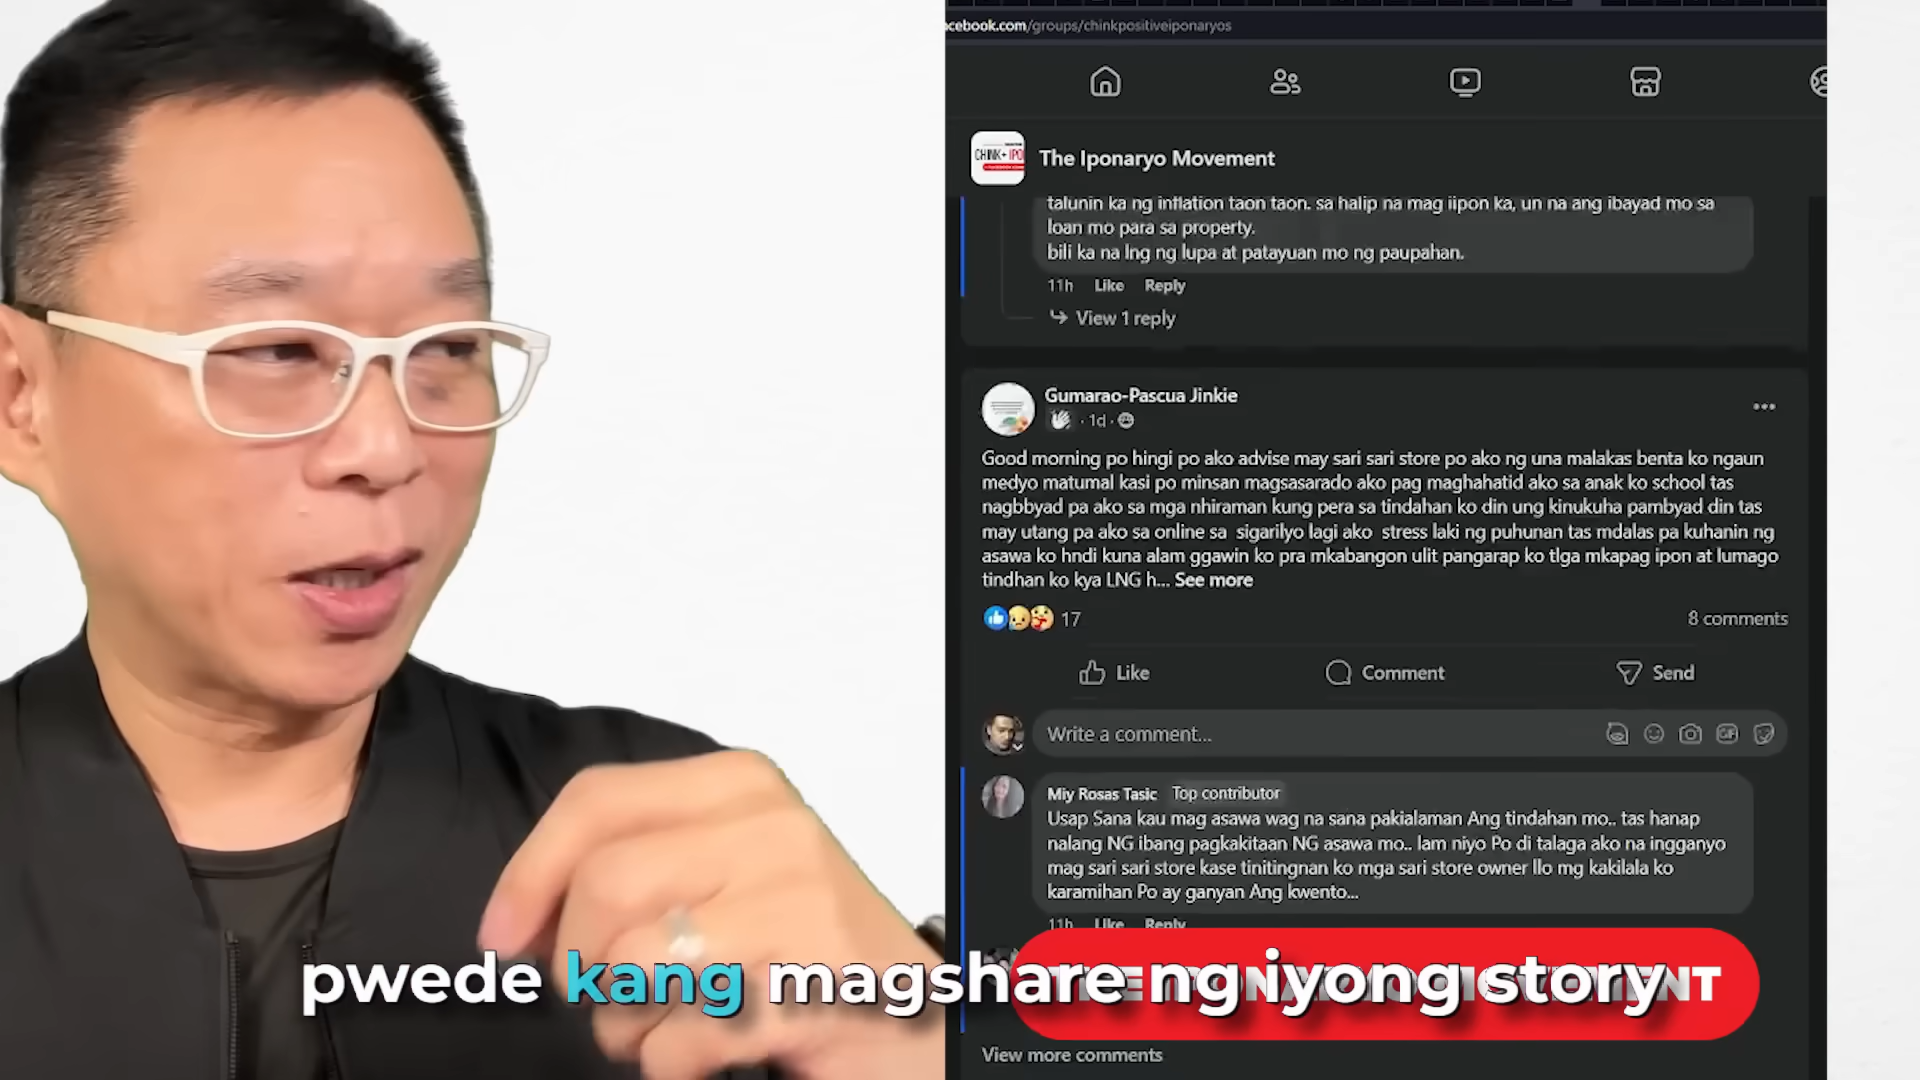 cebook.com/groups/chinkpositiveiponaryos
CHINK+ IPO
The Iponaryo Movement
talunin ka ng inflation taon taon. sa halip na mag iipon ka, un na ang ibayad mo sa
loan mo para sa property.
bili ka na lng ng lupa at patayuan mo ng paupahan.
11h Like Reply
View 1 reply
Gumarao-Pascua Jinkie
· 1d ·
Good morning po hingi po ako advise may sari sari store po ako ng una malakas benta ko ngaun
medyo matumal kasi po minsan magsasarado ako pag maghahatid ako sa anak ko school tas
nagbbyad pa ako sa mga nhiraman kung pera sa tindahan ko din ung kinukuha pambyad din tas
may utang pa ako sa online sa sigarilyo lagi ako stress laki ng puhunan tas mdalas pa kuhanin ng
asawa ko hndi kuna alam ggawin ko pra mkabangon ulit pangarap ko tlga mkapag ipon at lumago
tindhan ko kya LNG h... See more
17
8 comments
Like Comment Send
Write a comment...
GIF
Miy Rosas Tasic Top contributor
Usap Sana kau mag asawa wag na sana pakialaman Ang tindahan mo.. tas hanap
nalang NG ibang pagkakitaan NG asawa mo.. lam niyo Po di talaga ako na ingganyo
mag sari sari store kase tinitingnan ko mga sari store owner llo mg kakilala ko
karamihan Po ay ganyan Ang kwento...
11h Like Reply
pwede kang magshare ng iyong story
View more comments